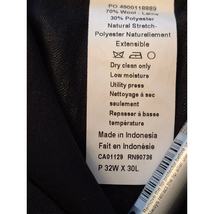 PO 4900118889
70% Wool - Laine
30% Polyester
Natural Stretch-
Polyester Naturellement
Extensible
Dry clean only
Low moisture
Utility press
Nettoyage à sec
seulement
Repasser à basse
température
Made in Indonesia
Fait en Indonésie
CA01129 RN90736
P 32W X 30L